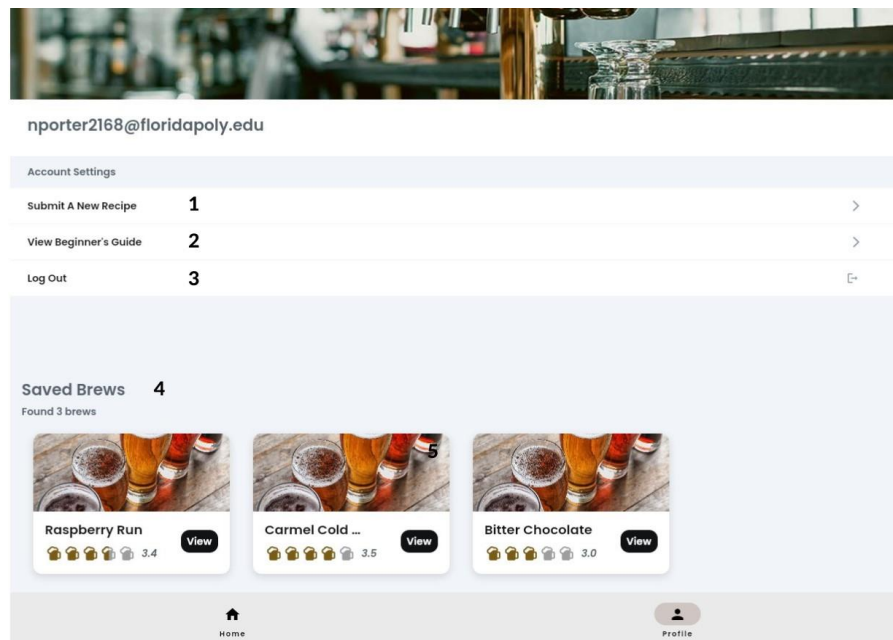 nporter2168@floridapoly.edu
Account Settings
Submit A New Recipe 1
View Beginner's Guide 2
Log Out 3
Saved Brews 4
Found 3 brews
5
Raspberry Run
View
3.4
Carmel Cold ...
View
3.5
Bitter Chocolate
View
3.0
Home
Profile